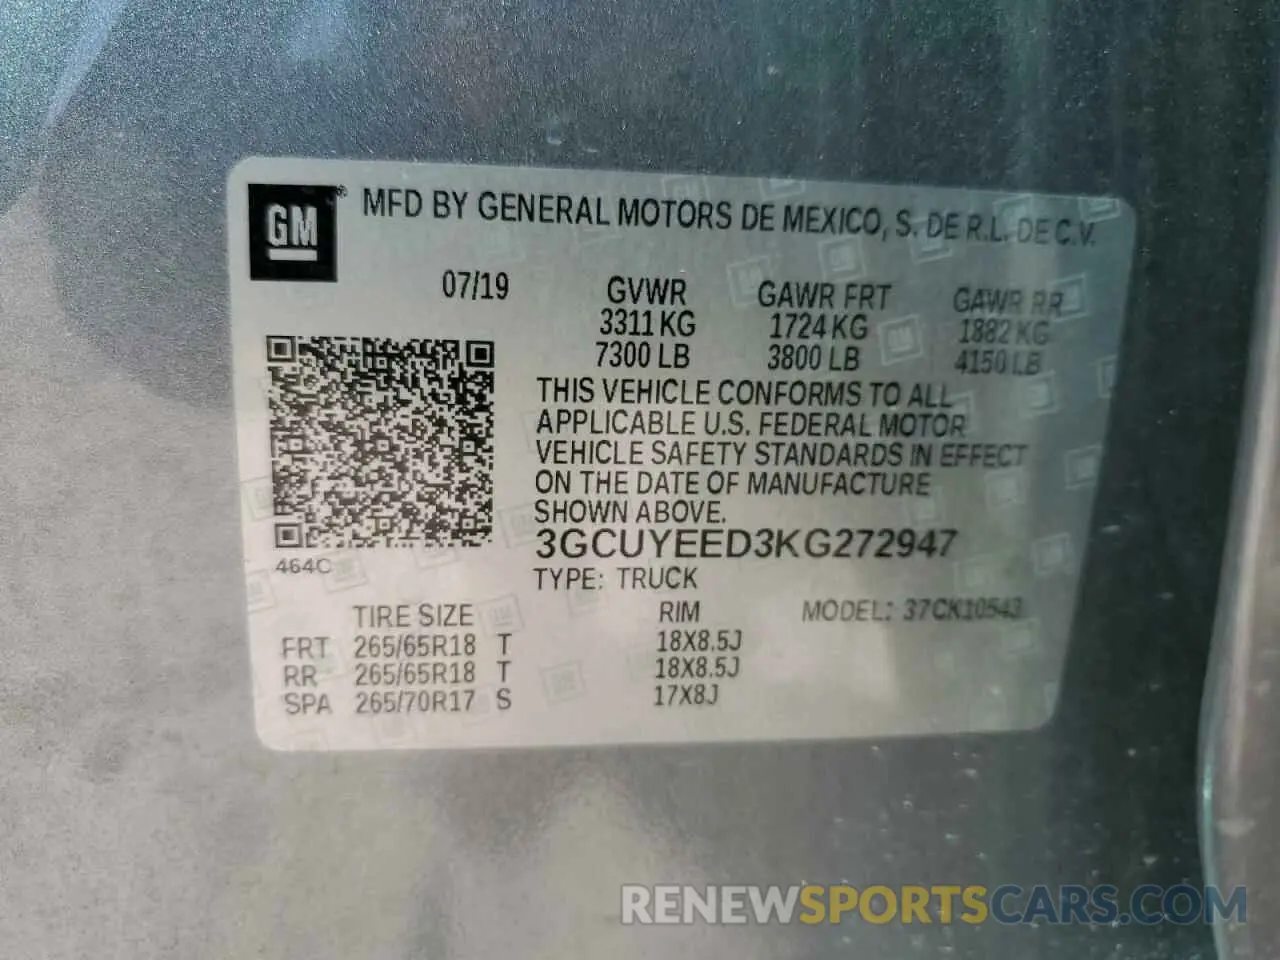 GM ® MFD BY GENERAL MOTORS DE MEXICO, S. DE R.L. DE C.V.
07/19 GVWR GAWR FRT GAWR RR
3311 KG 1724 KG 1882 KG
7300 LB 3800 LB 4150 LB
THIS VEHICLE CONFORMS TO ALL
APPLICABLE U.S. FEDERAL MOTOR
VEHICLE SAFETY STANDARDS IN EFFECT
ON THE DATE OF MANUFACTURE
SHOWN ABOVE.
3GCUYEED3KG272947
464C
TYPE: TRUCK
TIRE SIZE RIM MODEL: 37CK10543
FRT 265/65R18 T 18X8.5J
RR 265/65R18 T 18X8.5J
SPA 265/70R17 S 17X8J
RENEWSPORTSCARS.COM